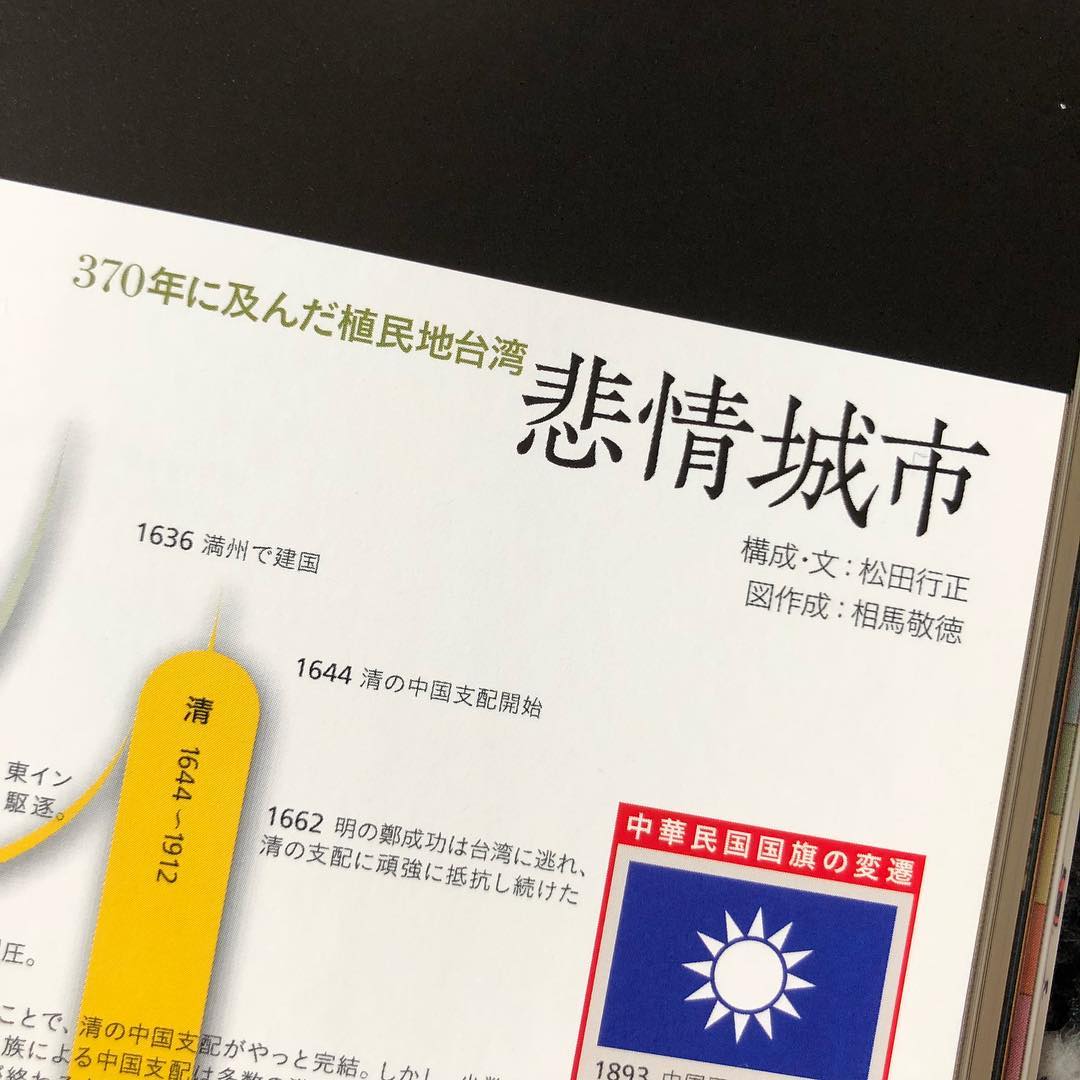 370年に及んだ植民地台湾
悲情城市
構成・文：松田行正
図作成：相馬敬徳
1636 満州で建国
1644 清の中国支配開始
清 1644〜1912
東イン
駆逐。
1662 明の鄭成功は台湾に逃れ、
清の支配に頑強に抵抗し続けた
中華民国国旗の変遷
圧。
ことで、清の中国支配がやっと完結。しかし、
族による中国支配は多数の
1893 中国